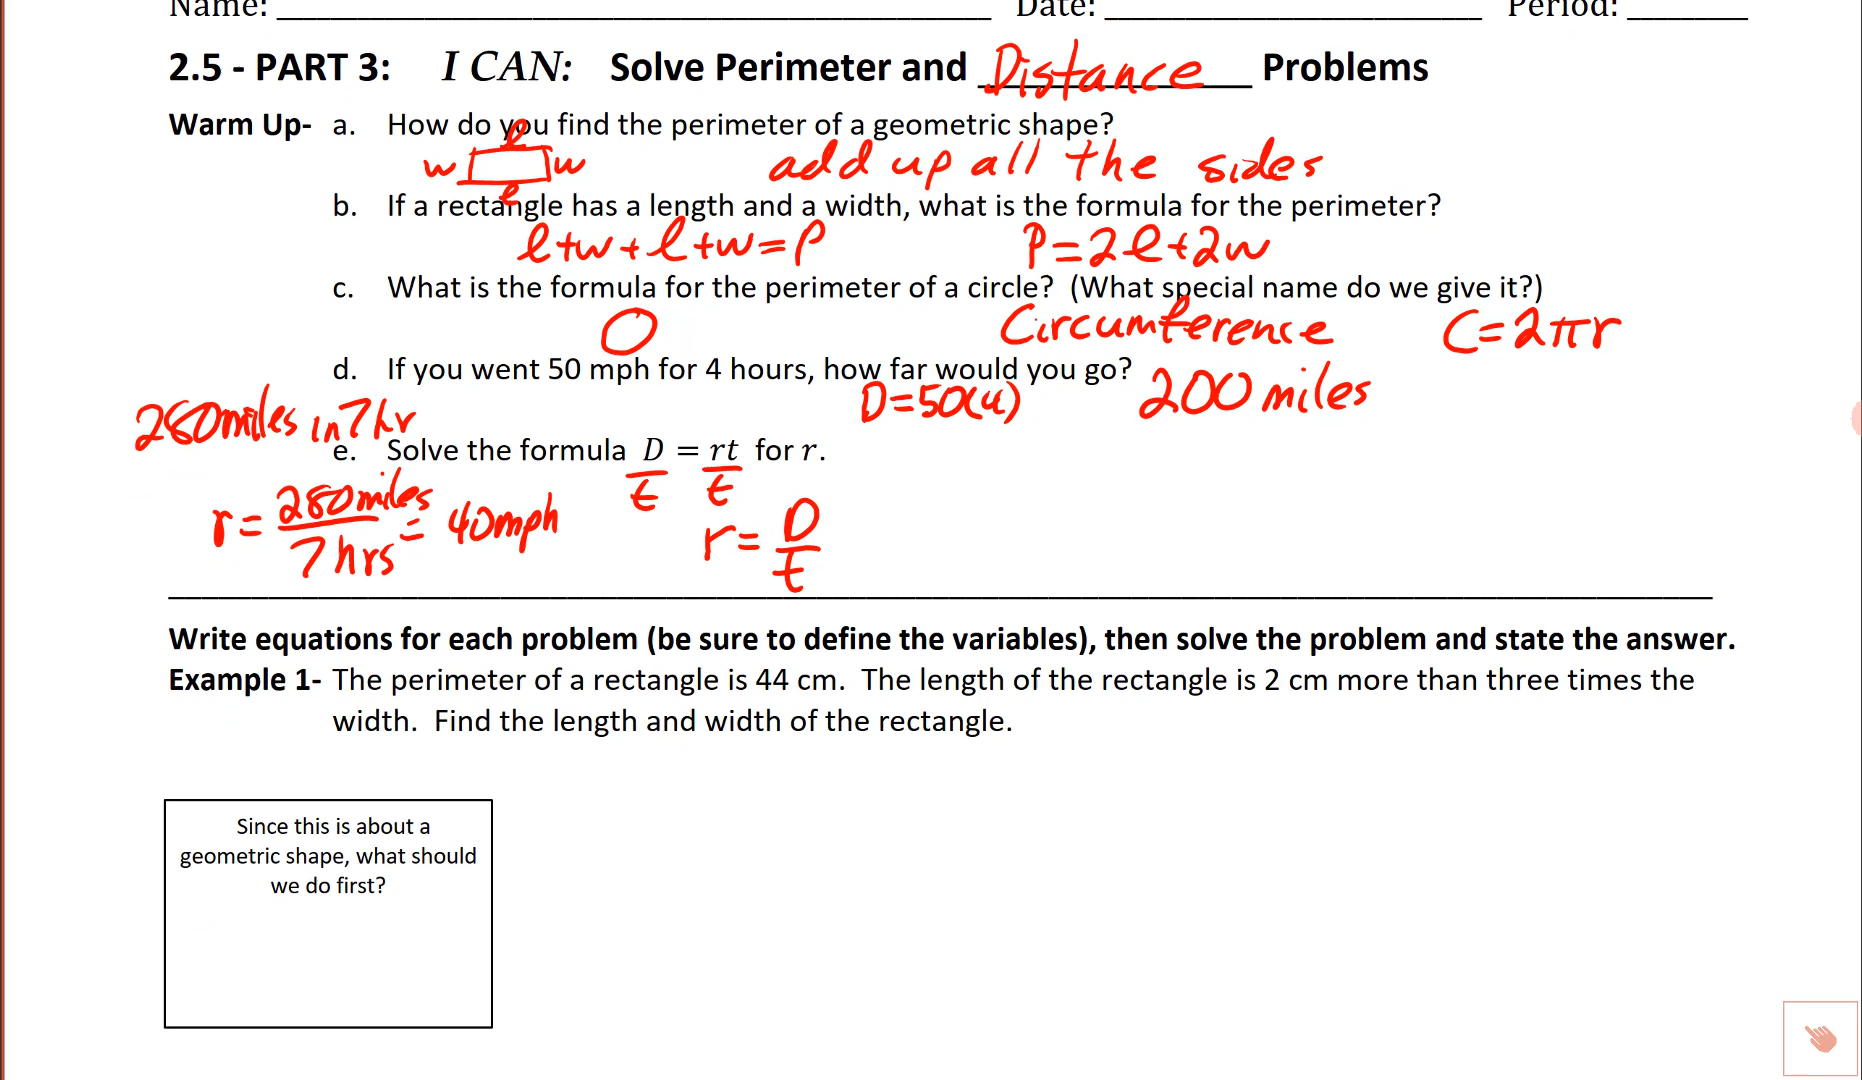 Name: ________ Date: ________ Period: ________
2.5 - PART 3: I CAN: Solve Perimeter and Distance Problems
Warm Up- a. How do you find the perimeter of a geometric shape?
l
w w add up all the sides
l
b. If a rectangle has a length and a width, what is the formula for the perimeter?
l+w+l+w=P P=2l+2w
c. What is the formula for the perimeter of a circle? (What special name do we give it?)
Circumference C=2πr
d. If you went 50 mph for 4 hours, how far would you go?
D=50(4) 200 miles
280miles in 7hr
e. Solve the formula D = rt for r.
t t
r = 280miles / 7hrs = 40mph r = D / t
Write equations for each problem (be sure to define the variables), then solve the problem and state the answer.
Example 1- The perimeter of a rectangle is 44 cm. The length of the rectangle is 2 cm more than three times the
width. Find the length and width of the rectangle.
Since this is about a
geometric shape, what should
we do first?